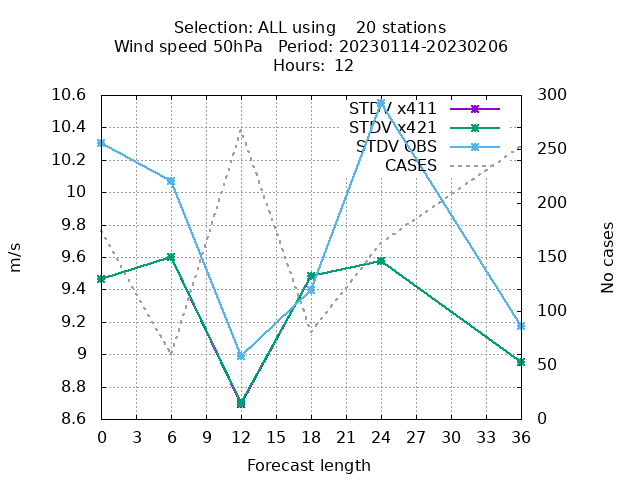 Selection: ALL using    20 stations
Wind speed 50hPa   Period: 20230114-20230206
Hours:  12
STDV x411
STDV x421
STDV OBS
CASES
m/s
No cases
10.6
10.4
10.2
10
9.8
9.6
9.4
9.2
9
8.8
8.6
300
250
200
150
100
50
0
0 3 6 9 12 15 18 21 24 27 30 33 36
Forecast length